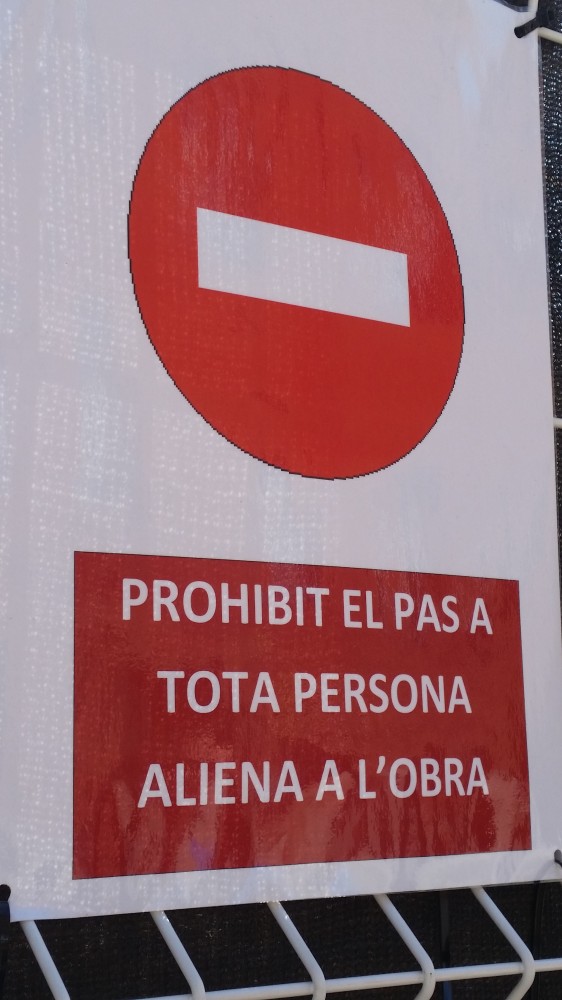 PROHIBIT EL PAS A
TOTA PERSONA
ALIENA A L’OBRA